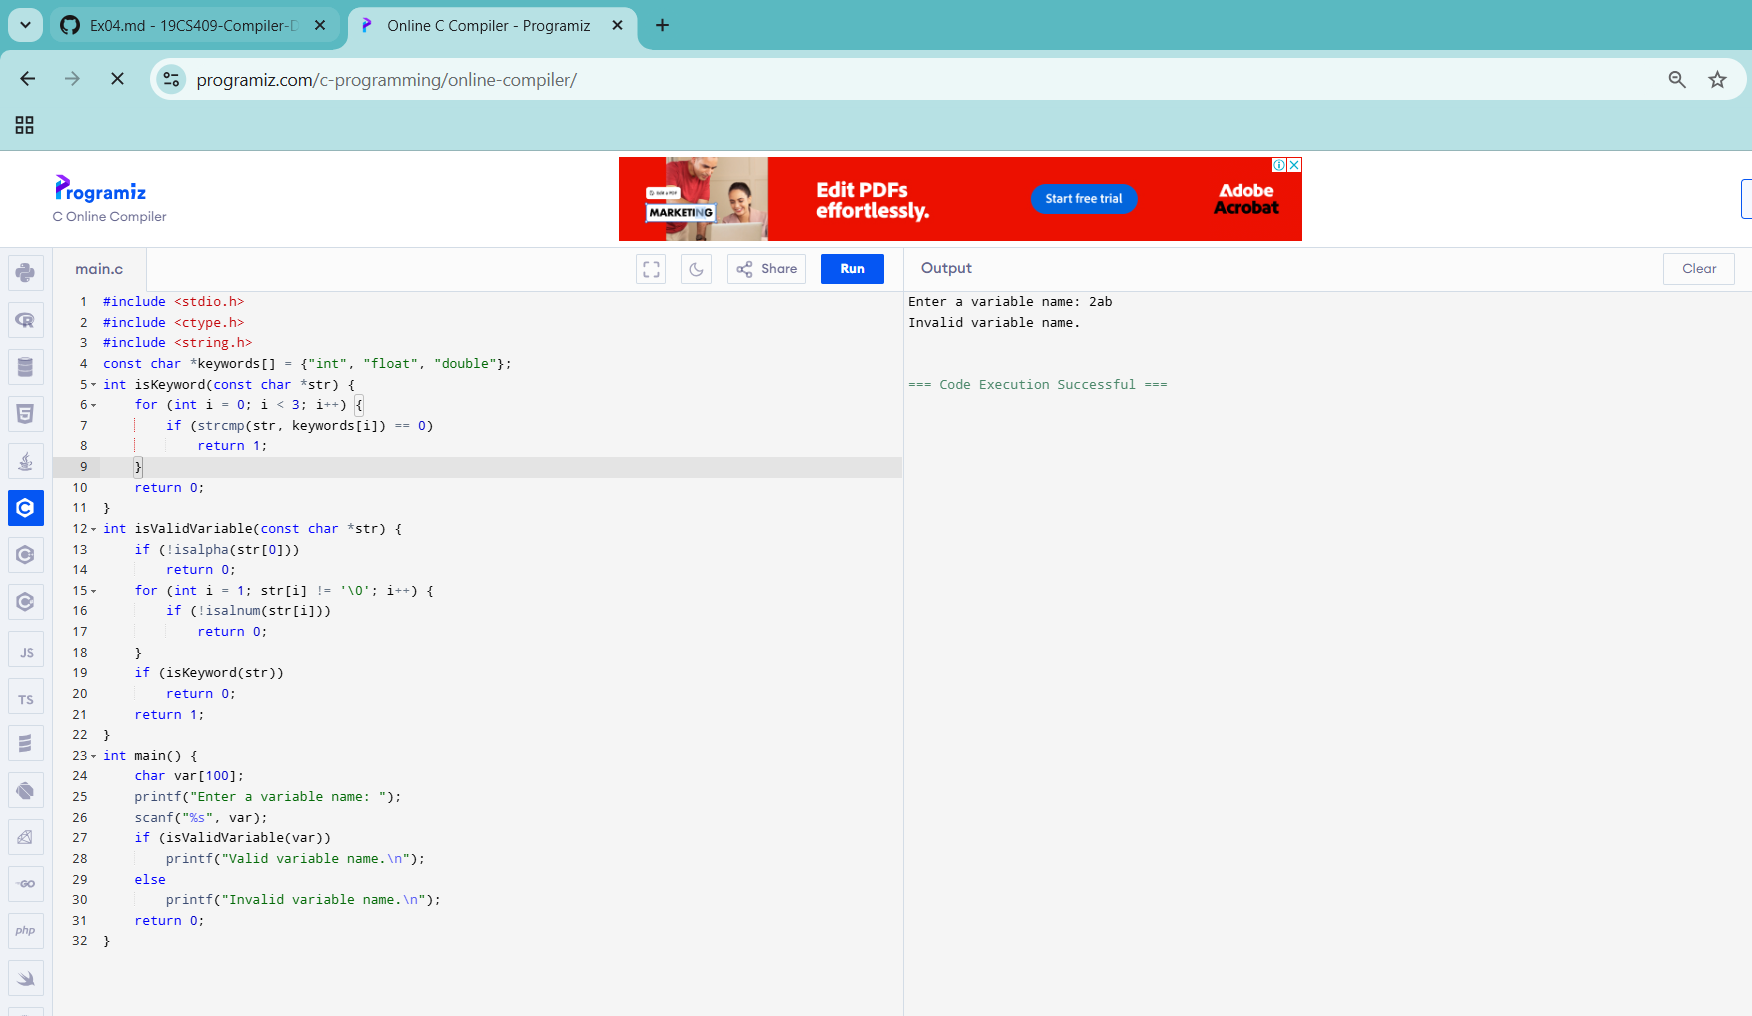 Ex04.md - 19CS409-Compiler-D
Online C Compiler - Programiz
programiz.com/c-programming/online-compiler/
Programiz
C Online Compiler
MARKETING
Edit PDFs
effortlessly.
Start free trial
Adobe
Acrobat
main.c
Share
Run
Output
Clear
1 #include <stdio.h>
2 #include <ctype.h>
3 #include <string.h>
4 const char *keywords[] = {"int", "float", "double"};
5 int isKeyword(const char *str) {
6     for (int i = 0; i < 3; i++) {
7         if (strcmp(str, keywords[i]) == 0)
8             return 1;
9     }
10     return 0;
11 }
12 int isValidVariable(const char *str) {
13     if (!isalpha(str[0]))
14         return 0;
15     for (int i = 1; str[i] != '\0'; i++) {
16         if (!isalnum(str[i]))
17             return 0;
18     }
19     if (isKeyword(str))
20         return 0;
21     return 1;
22 }
23 int main() {
24     char var[100];
25     printf("Enter a variable name: ");
26     scanf("%s", var);
27     if (isValidVariable(var))
28         printf("Valid variable name.\n");
29     else
30         printf("Invalid variable name.\n");
31     return 0;
32 }
Enter a variable name: 2ab
Invalid variable name.
=== Code Execution Successful ===
JS
TS
GO
php